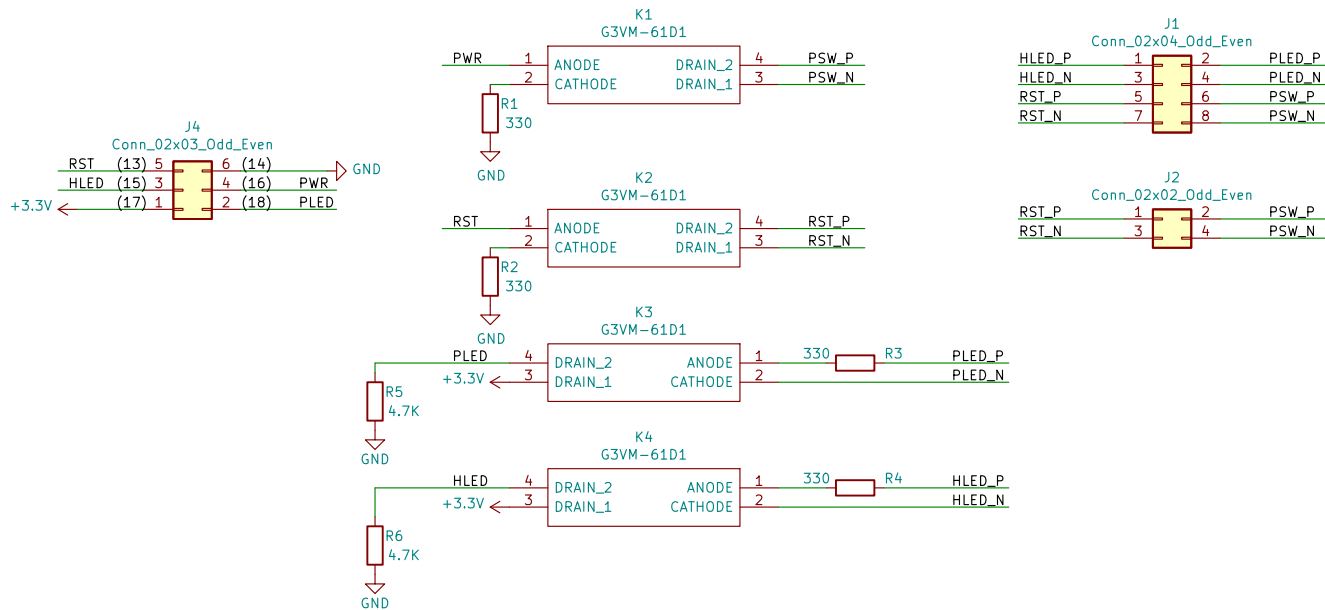 J4
Conn_02x03_Odd_Even
RST (13) 5 6 (14) GND
HLED (15) 3 4 (16) PWR
+3.3V (17) 1 2 (18) PLED
K1
G3VM-61D1
PWR 1 ANODE DRAIN_2 4 PSW_P
2 CATHODE DRAIN_1 3 PSW_N
R1
330
GND
K2
G3VM-61D1
RST 1 ANODE DRAIN_2 4 RST_P
2 CATHODE DRAIN_1 3 RST_N
R2
330
GND
K3
G3VM-61D1
PLED 4 DRAIN_2 ANODE 1 330 R3 PLED_P
+3.3V 3 DRAIN_1 CATHODE 2 PLED_N
R5
4.7K
GND
K4
G3VM-61D1
HLED 4 DRAIN_2 ANODE 1 330 R4 HLED_P
+3.3V 3 DRAIN_1 CATHODE 2 HLED_N
R6
4.7K
GND
J1
Conn_02x04_Odd_Even
HLED_P 1 2 PLED_P
HLED_N 3 4 PLED_N
RST_P 5 6 PSW_P
RST_N 7 8 PSW_N
J2
Conn_02x02_Odd_Even
RST_P 1 2 PSW_P
RST_N 3 4 PSW_N